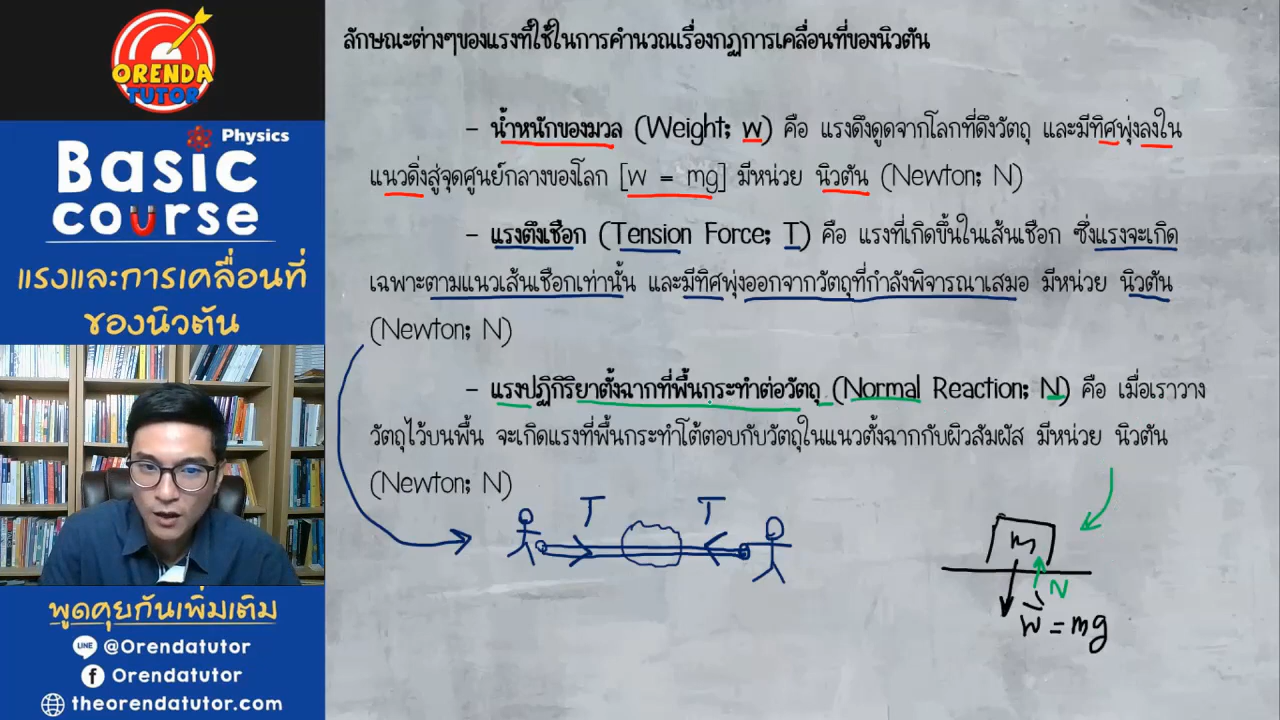 ORENDA
TUTOR
Physics
Basic
course
แรงและการเคลื่อนที่
ของนิวตัน
พูดคุยกันเพิ่มเติม
LINE @Orendatutor
f Orendatutor
theorendatutor.com
ลักษณะต่างๆของแรงที่ใช้ในการคำนวณเรื่องกฎการเคลื่อนที่ของนิวตัน
- น้ำหนักของมวล (Weight; w) คือ แรงดึงดูดจากโลกที่ดึงวัตถุ และมีทิศพุ่งลงใน
แนวดิ่งสู่จุดศูนย์กลางของโลก [w = mg] มีหน่วย นิวตัน (Newton; N)
- แรงตึงเชือก (Tension Force; T) คือ แรงที่เกิดขึ้นในเส้นเชือก ซึ่งแรงจะเกิด
เฉพาะตามแนวเส้นเชือกเท่านั้น และมีทิศพุ่งออกจากวัตถุที่กำลังพิจารณาเสมอ มีหน่วย นิวตัน
(Newton; N)
- แรงปฏิกิริยาตั้งฉากที่พื้นกระทำต่อวัตถุ (Normal Reaction; N) คือ เมื่อเราวาง
วัตถุไว้บนพื้น จะเกิดแรงที่พื้นกระทำโต้ตอบกับวัตถุในแนวตั้งฉากกับผิวสัมผัส มีหน่วย นิวตัน
(Newton; N)
T T
m
N
w = mg